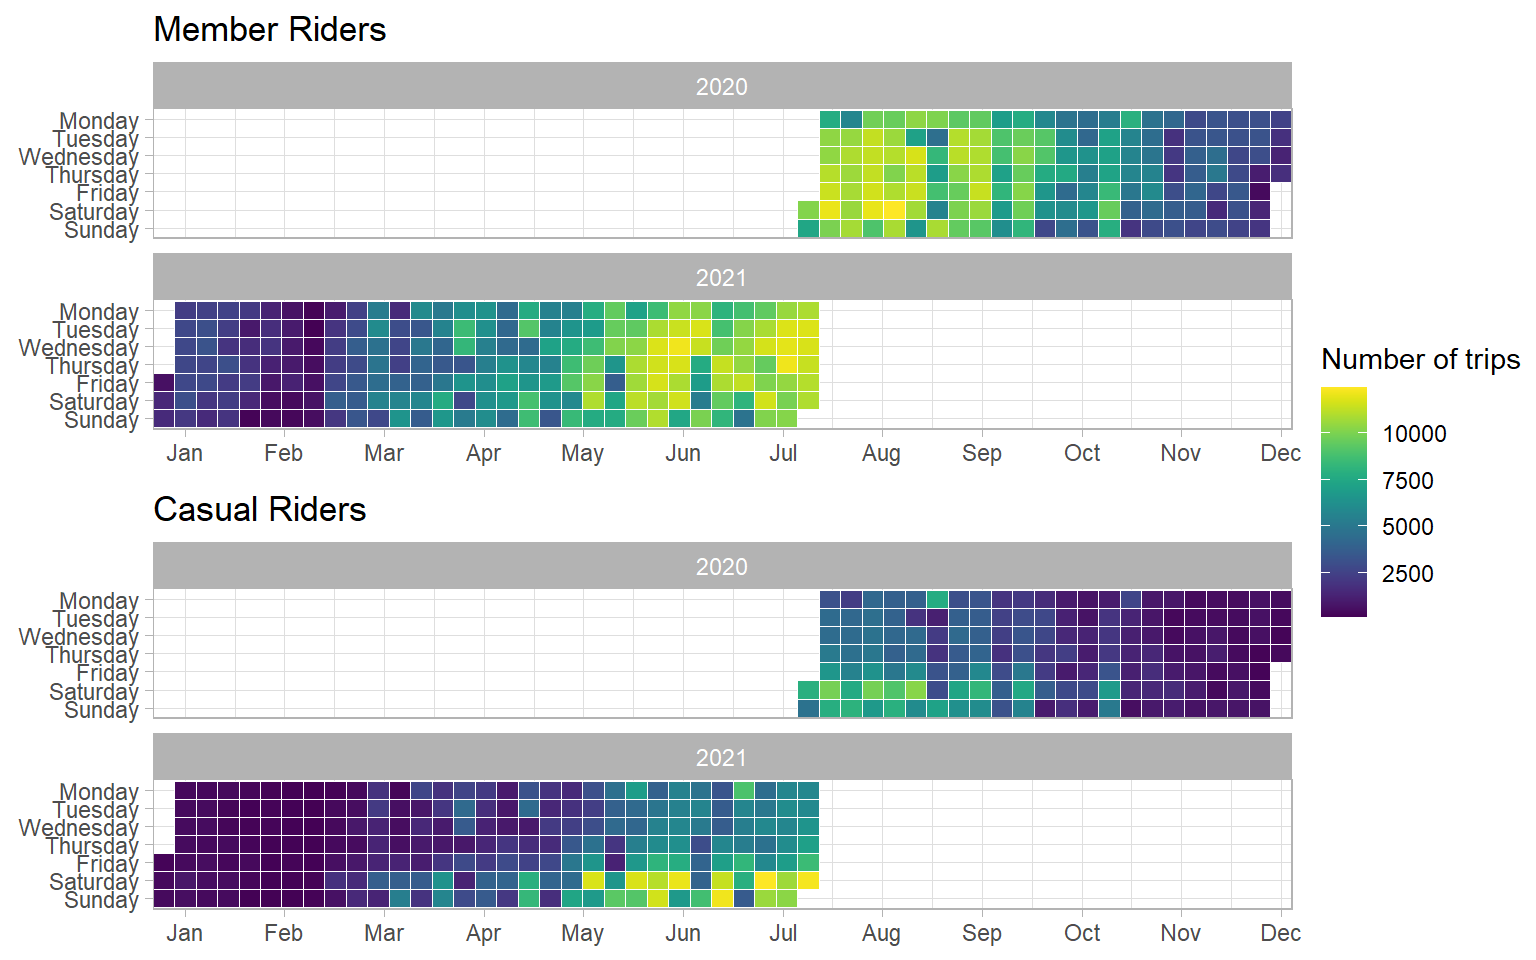 Member Riders
2020
Monday
Tuesday
Wednesday
Thursday
Friday
Saturday
Sunday
2021
Monday
Tuesday
Wednesday
Thursday
Friday
Saturday
Sunday
Jan Feb Mar Apr May Jun Jul Aug Sep Oct Nov Dec
Number of trips
10000
7500
5000
2500
Casual Riders
2020
Monday
Tuesday
Wednesday
Thursday
Friday
Saturday
Sunday
2021
Monday
Tuesday
Wednesday
Thursday
Friday
Saturday
Sunday
Jan Feb Mar Apr May Jun Jul Aug Sep Oct Nov Dec